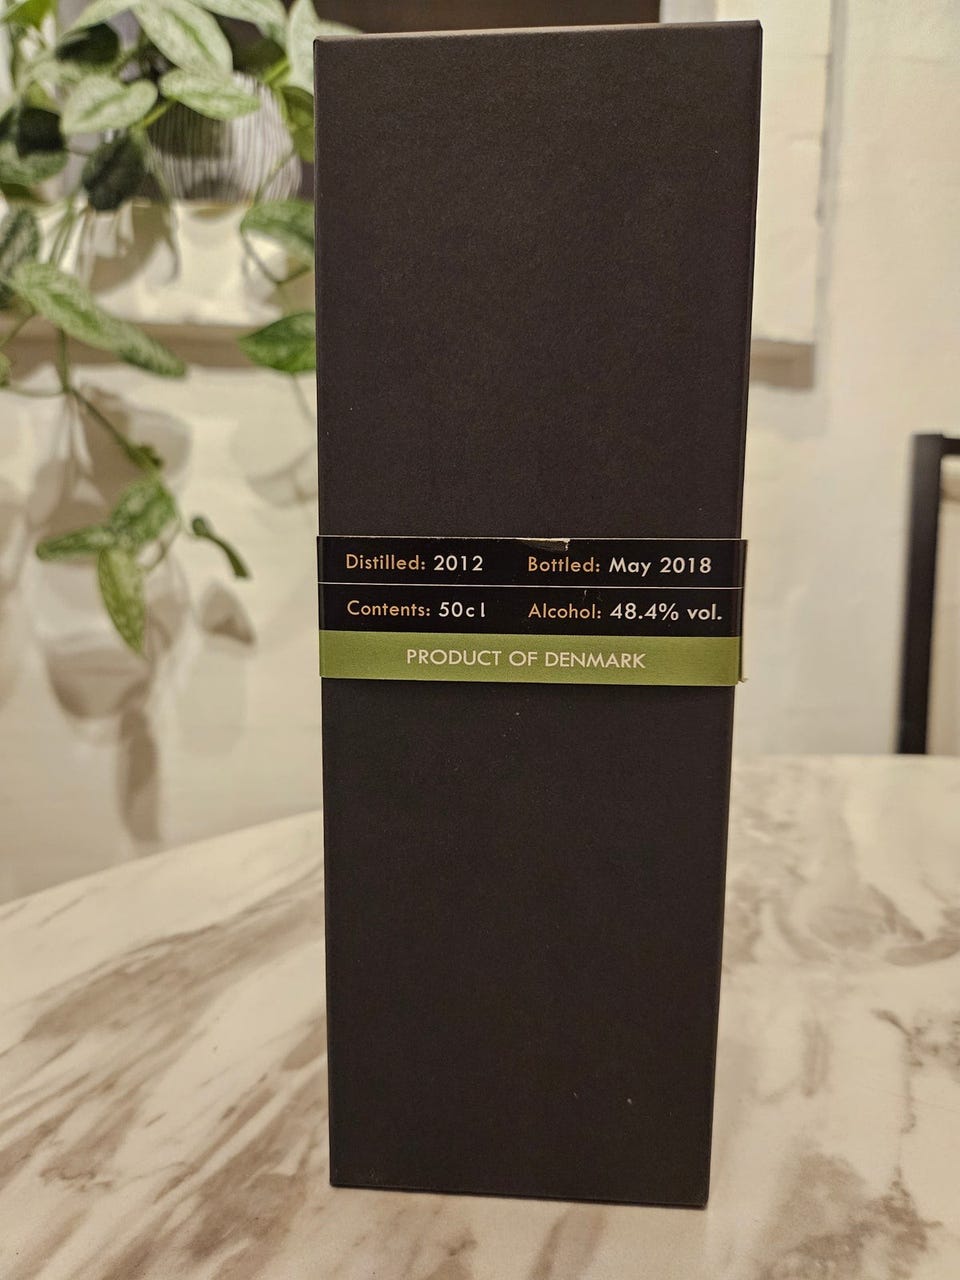 Distilled: 2012 Bottled: May 2018
Contents: 50cl Alcohol: 48.4% vol.
PRODUCT OF DENMARK